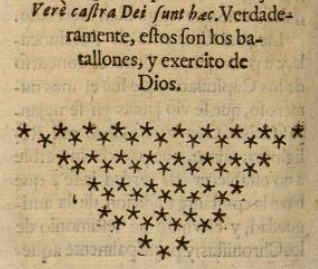 Verè castra Dei sunt hæc. Verdade-
ramente, estos son los ba-
tallones, y exercito de
Dios.